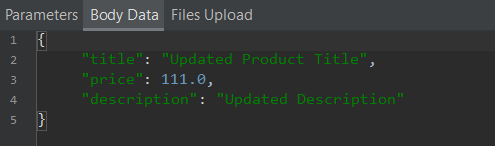 Parameters Body Data Files Upload
1 {
2 "title": "Updated Product Title",
3 "price": 111.0,
4 "description": "Updated Description"
5 }